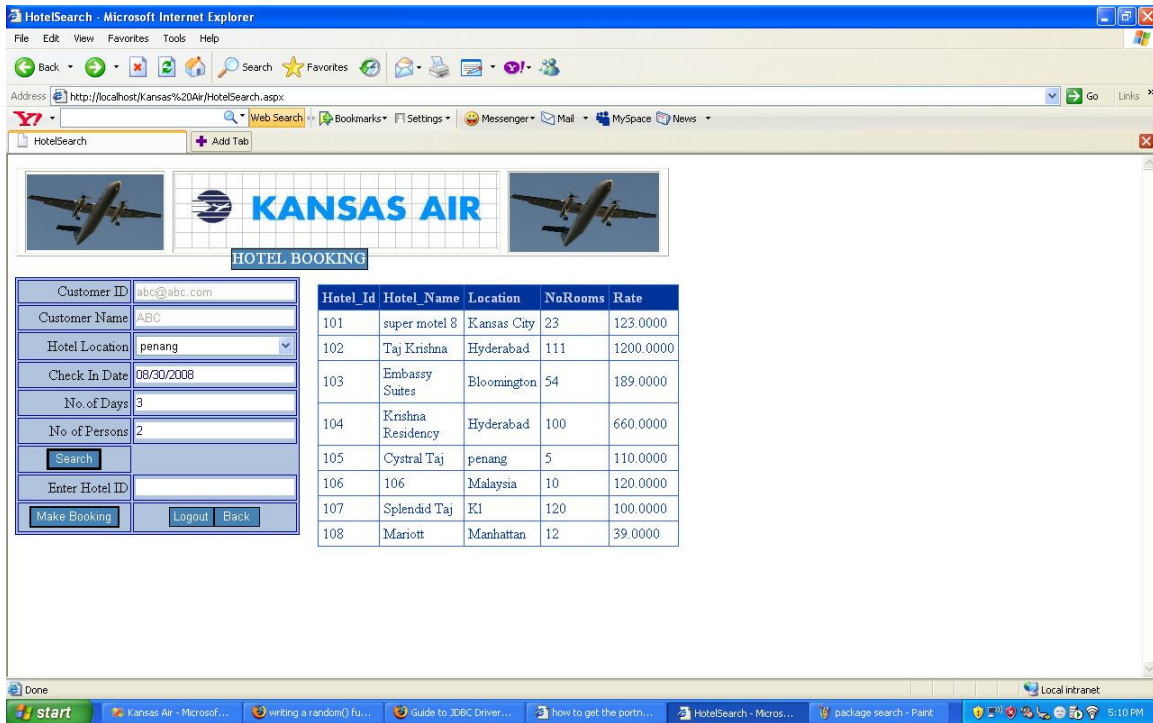 HotelSearch - Microsoft Internet Explorer
File Edit View Favorites Tools Help
Back Search Favorites
Address http://localhost/Kansas%20Air/HotelSearch.aspx Go Links »
Y7 Web Search Bookmarks Settings Messenger Mail MySpace News
HotelSearch Add Tab
KANSAS AIR
HOTEL BOOKING
Customer ID abc@abc.com
Customer Name ABC
Hotel Location penang
Check In Date 08/30/2008
No.of Days 3
No of Persons 2
Search
Enter Hotel ID
Make Booking Logout Back
Hotel_Id Hotel_Name Location NoRooms Rate
101 super motel 8 Kansas City 23 123.0000
102 Taj Krishna Hyderabad 111 1200.0000
103 Embassy Suites Bloomington 54 189.0000
104 Krishna Residency Hyderabad 100 660.0000
105 Cystral Taj penang 5 110.0000
106 106 Malaysia 10 120.0000
107 Splendid Taj Kl 120 100.0000
108 Mariott Manhattan 12 39.0000
Done Local intranet
start Kansas Air - Microsof... writing a random() fu... Guide to JDBC Driver... how to get the portn... HotelSearch - Micros... package search - Paint 5:10 PM